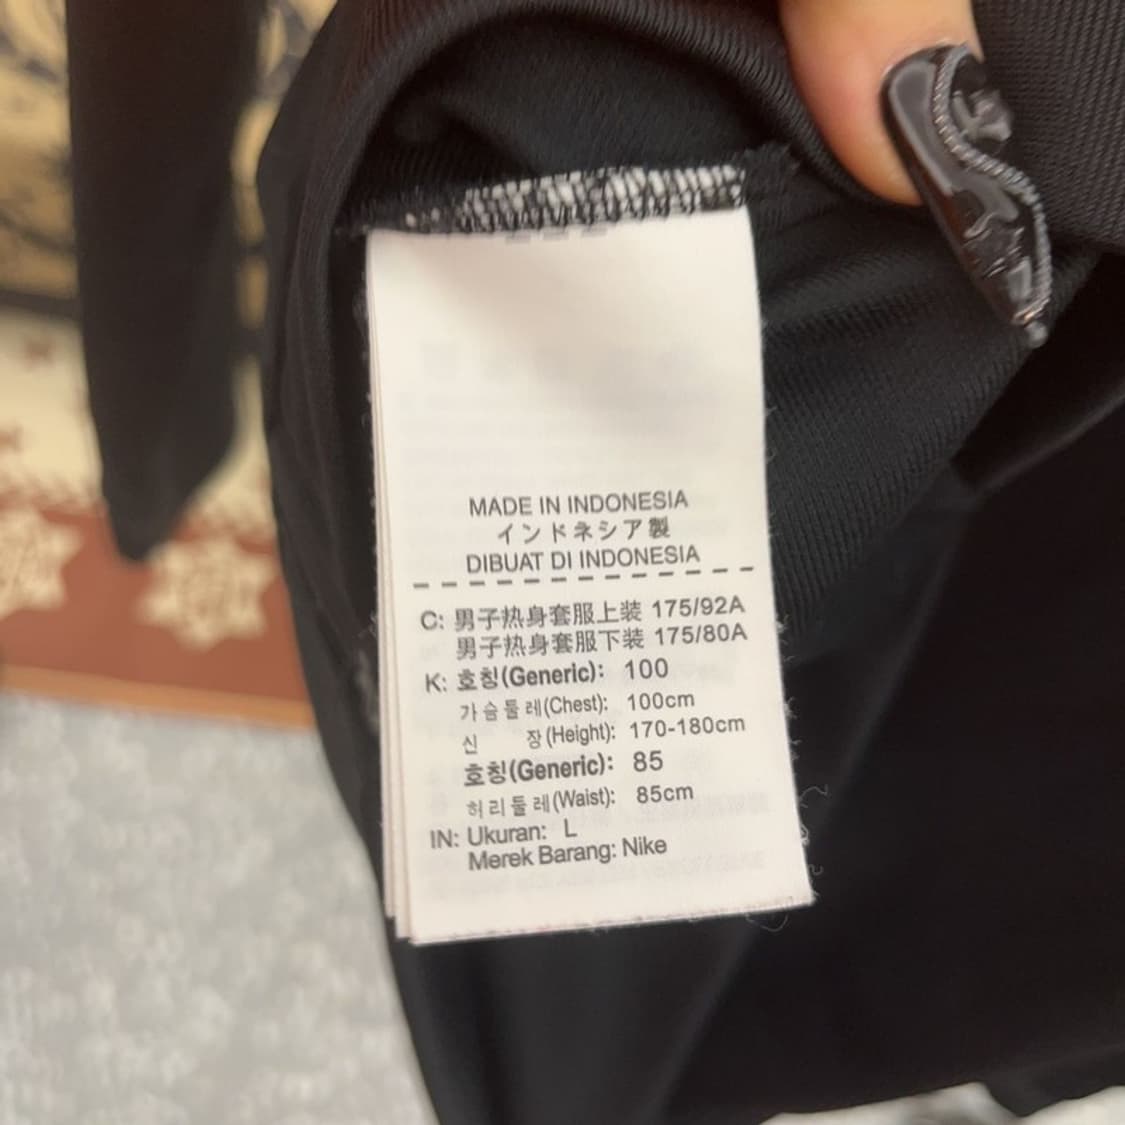 MADE IN INDONESIA
インドネシア製
DIBUAT DI INDONESIA
C: 男子热身套服上装 175/92A
男子热身套服下装 175/80A
K: 호칭(Generic): 100
가슴둘레(Chest): 100cm
신 장(Height): 170-180cm
호칭(Generic): 85
허리둘레(Waist): 85cm
IN: Ukuran: L
Merek Barang: Nike